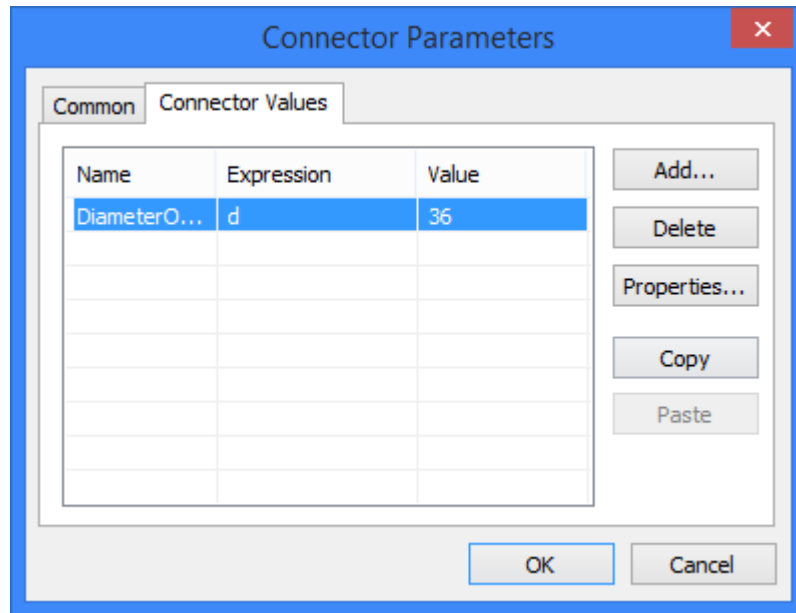 Connector Parameters
Common Connector Values
Name Expression Value
DiameterO... d 36
Add...
Delete
Properties...
Copy
Paste
OK Cancel